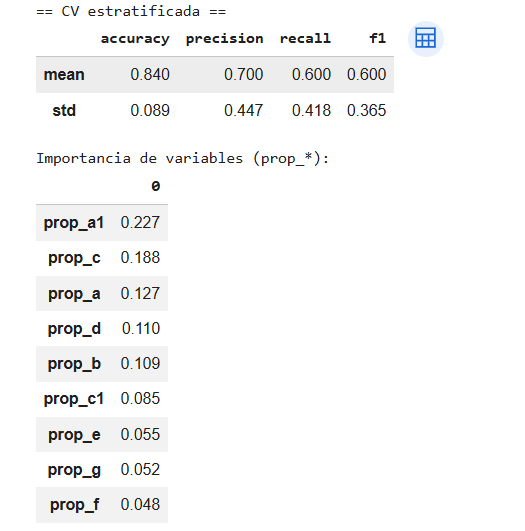 == CV estratificada ==
accuracy precision recall f1
mean 0.840 0.700 0.600 0.600
std 0.089 0.447 0.418 0.365
Importancia de variables (prop_*):
0
prop_a1 0.227
prop_c 0.188
prop_a 0.127
prop_d 0.110
prop_b 0.109
prop_c1 0.085
prop_e 0.055
prop_g 0.052
prop_f 0.048